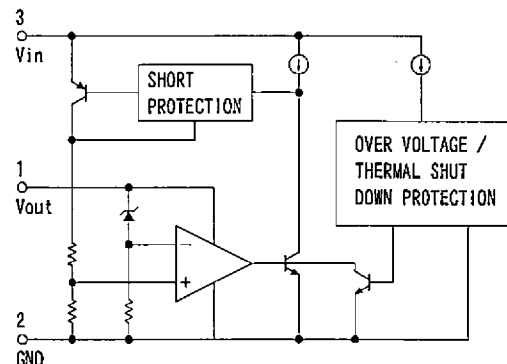 3
Vin
SHORT
PROTECTION
OVER VOLTAGE /
THERMAL SHUT
DOWN PROTECTION
1
Vout
−
+
2
GND